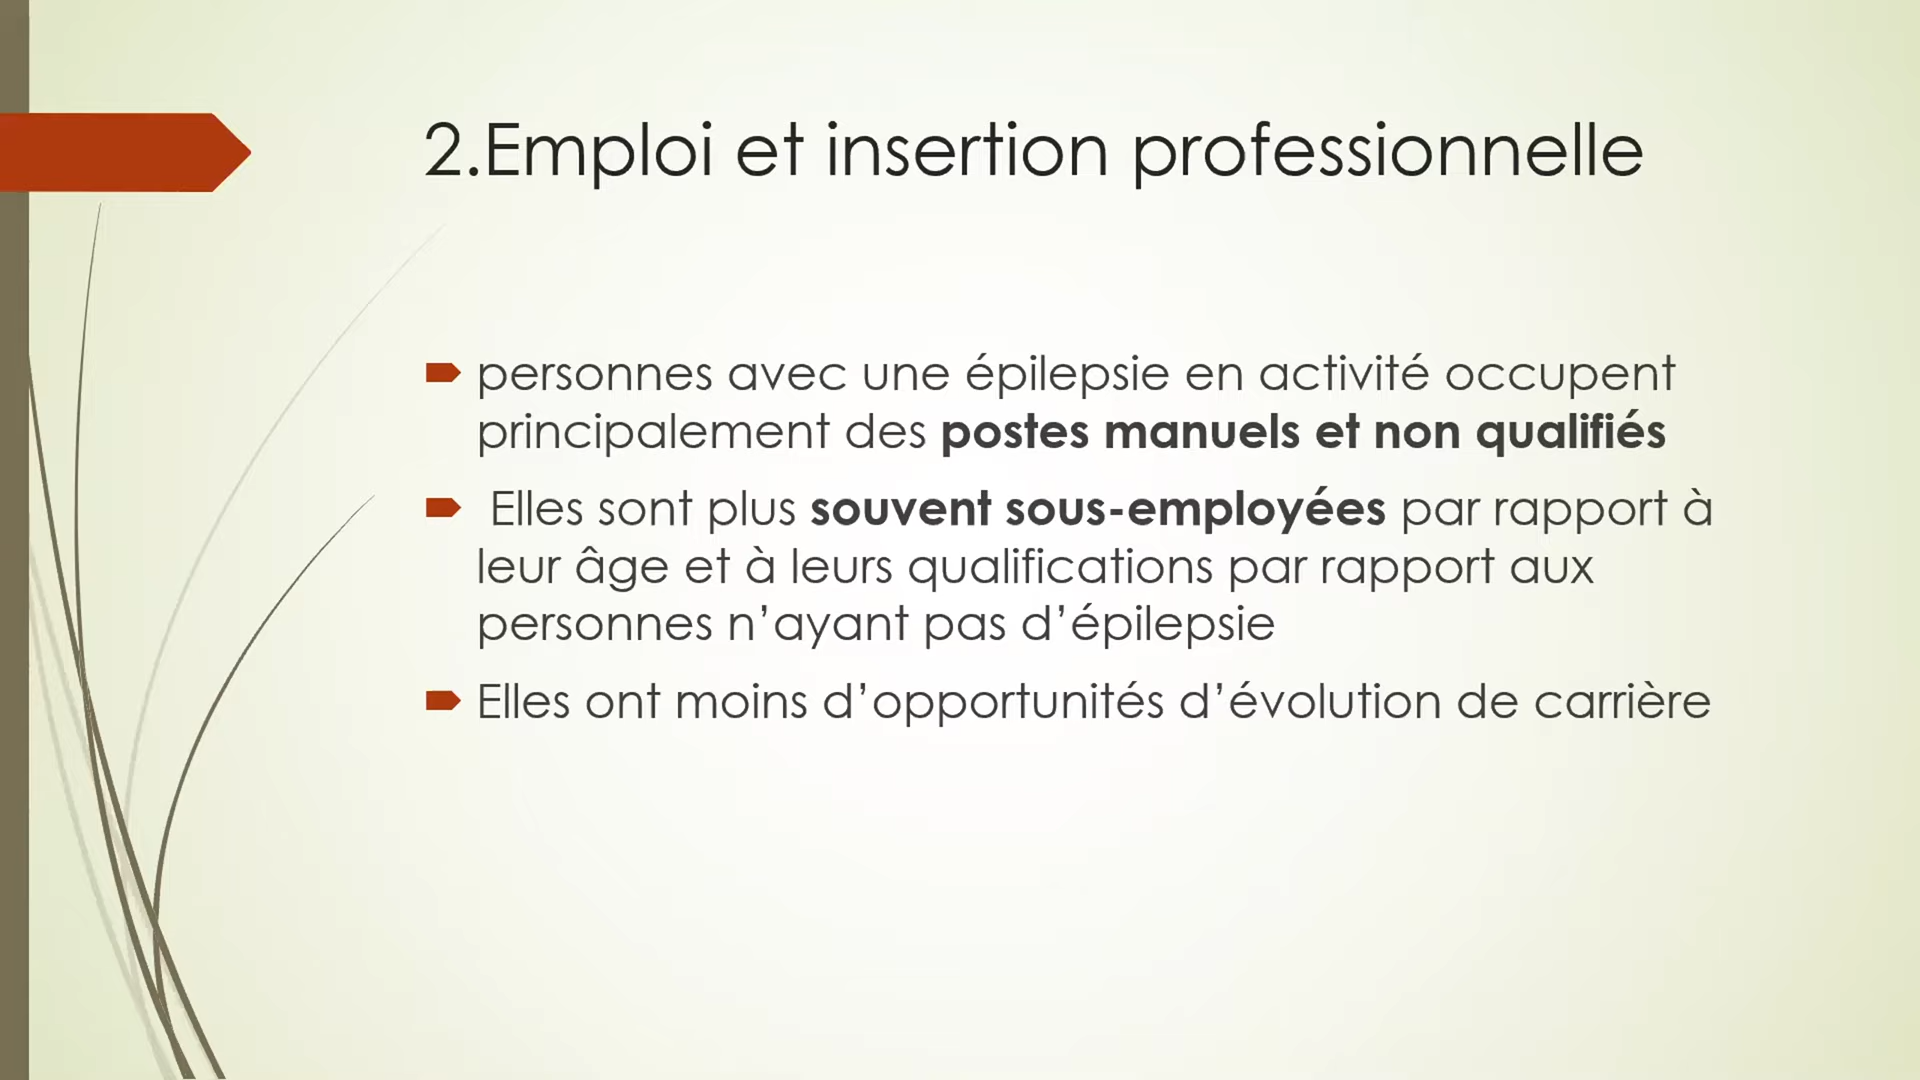 2.Emploi et insertion professionnelle
personnes avec une épilepsie en activité occupent
principalement des postes manuels et non qualifiés
Elles sont plus souvent sous-employées par rapport à
leur âge et à leurs qualifications par rapport aux
personnes n’ayant pas d’épilepsie
Elles ont moins d’opportunités d’évolution de carrière